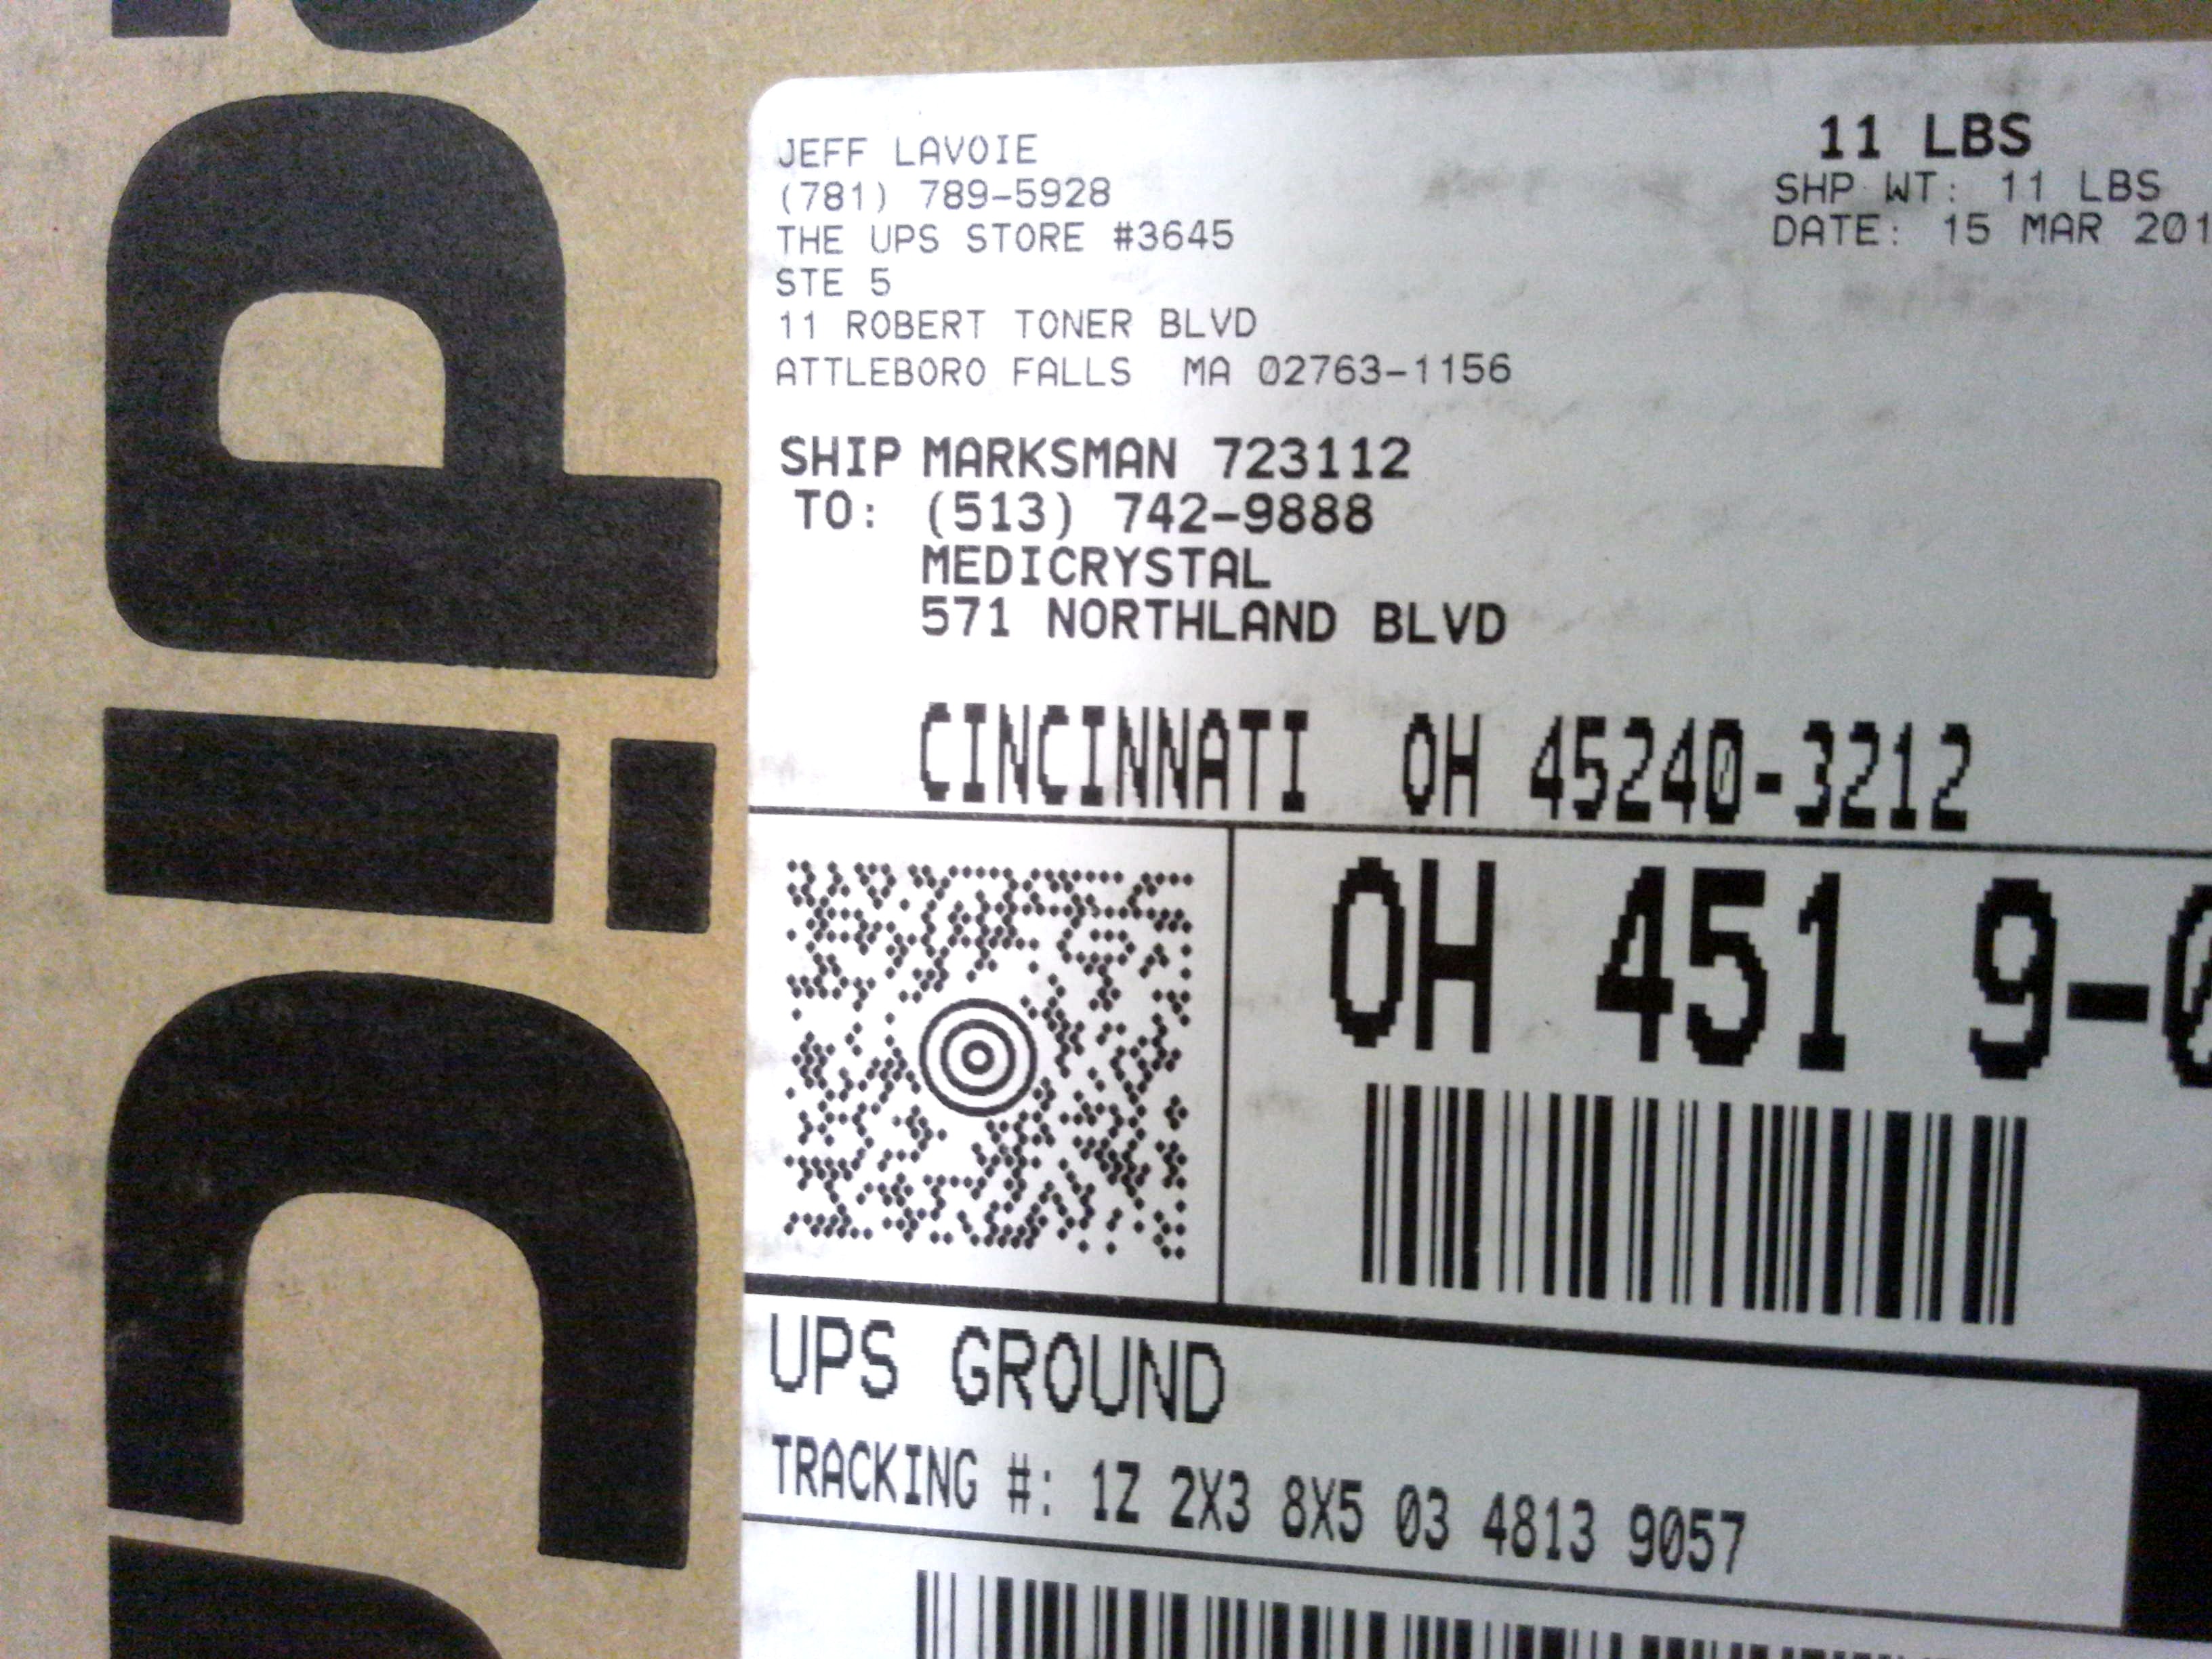 JEFF LAVOIE
(781) 789-5928
THE UPS STORE #3645
STE 5
11 ROBERT TONER BLVD
ATTLEBORO FALLS MA 02763-1156
11 LBS
SHP WT: 11 LBS
DATE: 15 MAR 201
SHIP TO: MARKSMAN 723112
(513) 742-9888
MEDICRYSTAL
571 NORTHLAND BLVD
CINCINNATI OH 45240-3212
OH 451 9-0
UPS GROUND
TRACKING #: 1Z 2X3 8X5 03 4813 9057